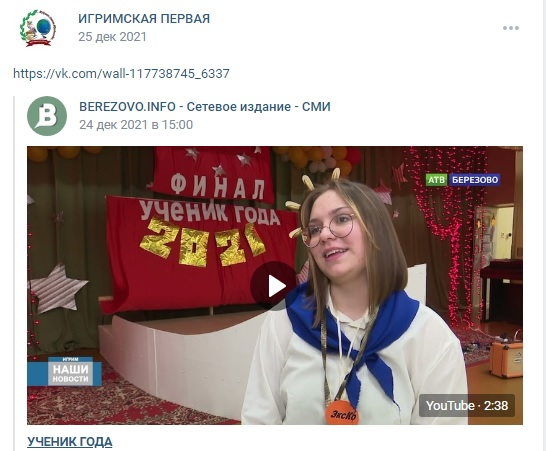 ИГРИМСКАЯ ПЕРВАЯ
25 дек 2021
https://vk.com/wall-117738745_6337
B
BEREZOVO.INFO - Сетевое издание - СМИ
24 дек 2021 в 15:00
АТВ БЕРЕЗОВО
ФИНАЛ
ученик года
2021
ИГРИМ
НАШИ
НОВОСТИ
ЭксКо
YouTube · 2:38
УЧЕНИК ГОДА